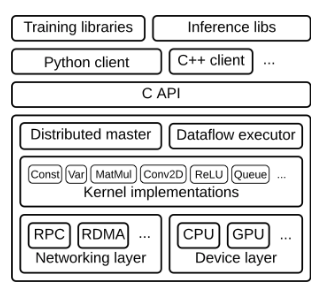 Training libraries Inference libs
Python client C++ client ...
C API
Distributed master Dataflow executor
Const Var MatMul Conv2D ReLU Queue ...
Kernel implementations
RPC RDMA ... CPU GPU ...
Networking layer Device layer